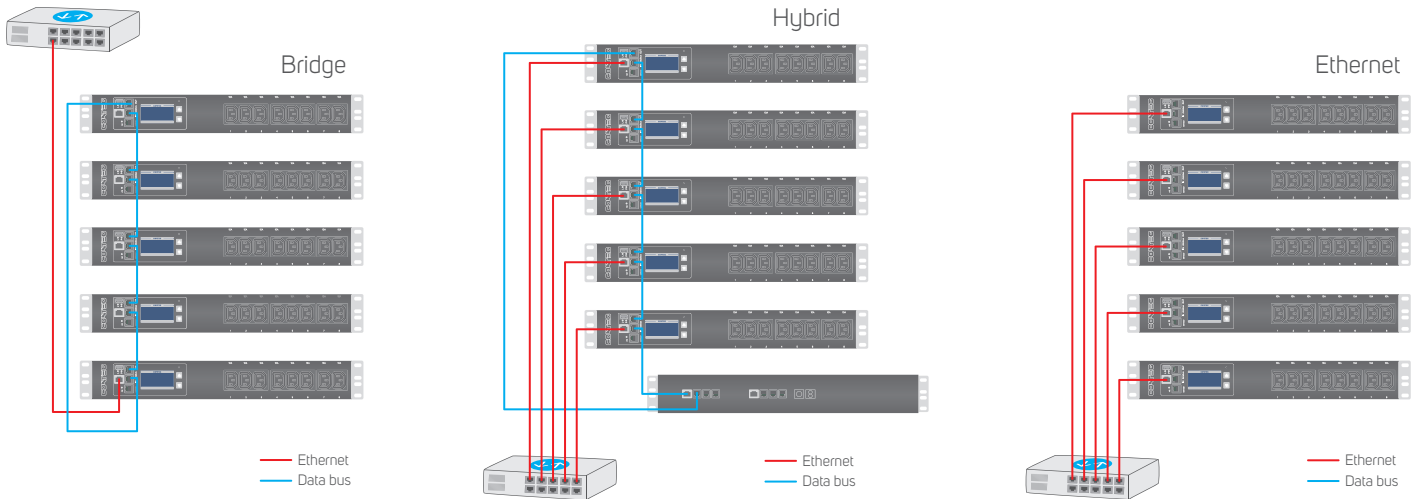 Bridge
Ethernet
Data bus
Hybrid
Ethernet
Data bus
Ethernet
Ethernet
Data bus